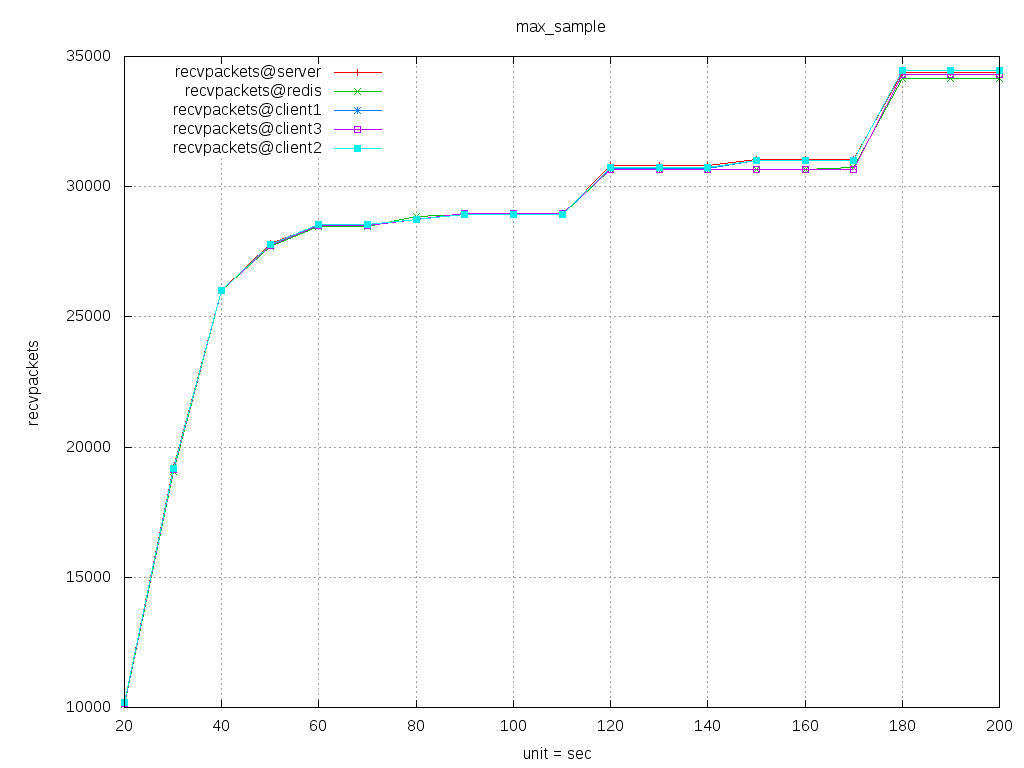 max_sample
35000
30000
25000
20000
15000
10000
recvpackets
recvpackets@server
recvpackets@redis
recvpackets@client1
recvpackets@client3
recvpackets@client2
20 40 60 80 100 120 140 160 180 200
unit = sec